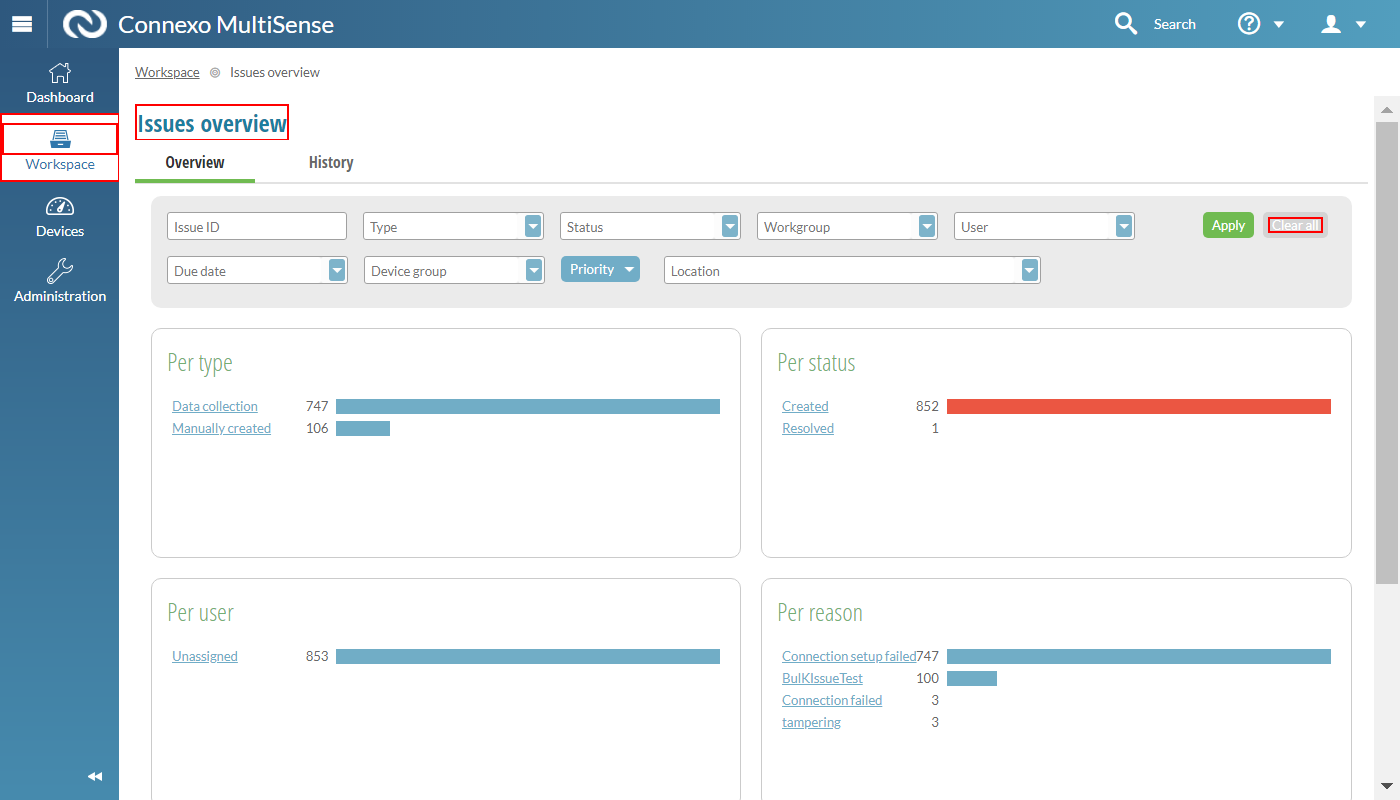 Connexo MultiSense
Search
Dashboard
Workspace
Devices
Administration
Workspace Issues overview
Issues overview
Overview History
Issue ID Type Status Workgroup User Apply Clear all
Due date Device group Priority Location
Per type
Data collection 747
Manually created 106
Per status
Created 852
Resolved 1
Per user
Unassigned 853
Per reason
Connection setup failed 747
BulKIssueTest 100
Connection failed 3
tampering 3